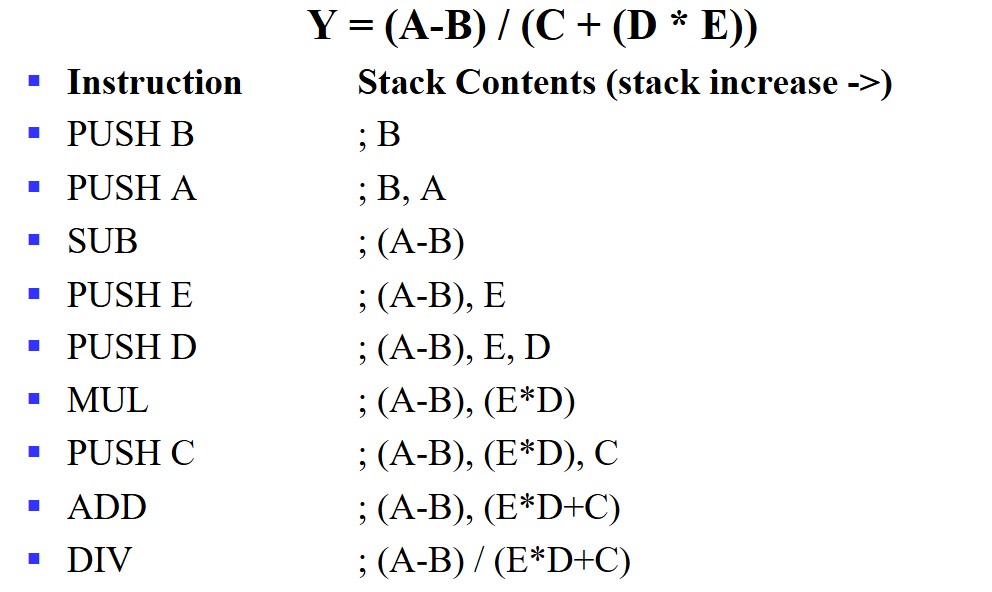 Y = (A-B) / (C + (D * E))
Instruction Stack Contents (stack increase ->)
PUSH B ; B
PUSH A ; B, A
SUB ; (A-B)
PUSH E ; (A-B), E
PUSH D ; (A-B), E, D
MUL ; (A-B), (E*D)
PUSH C ; (A-B), (E*D), C
ADD ; (A-B), (E*D+C)
DIV ; (A-B) / (E*D+C)